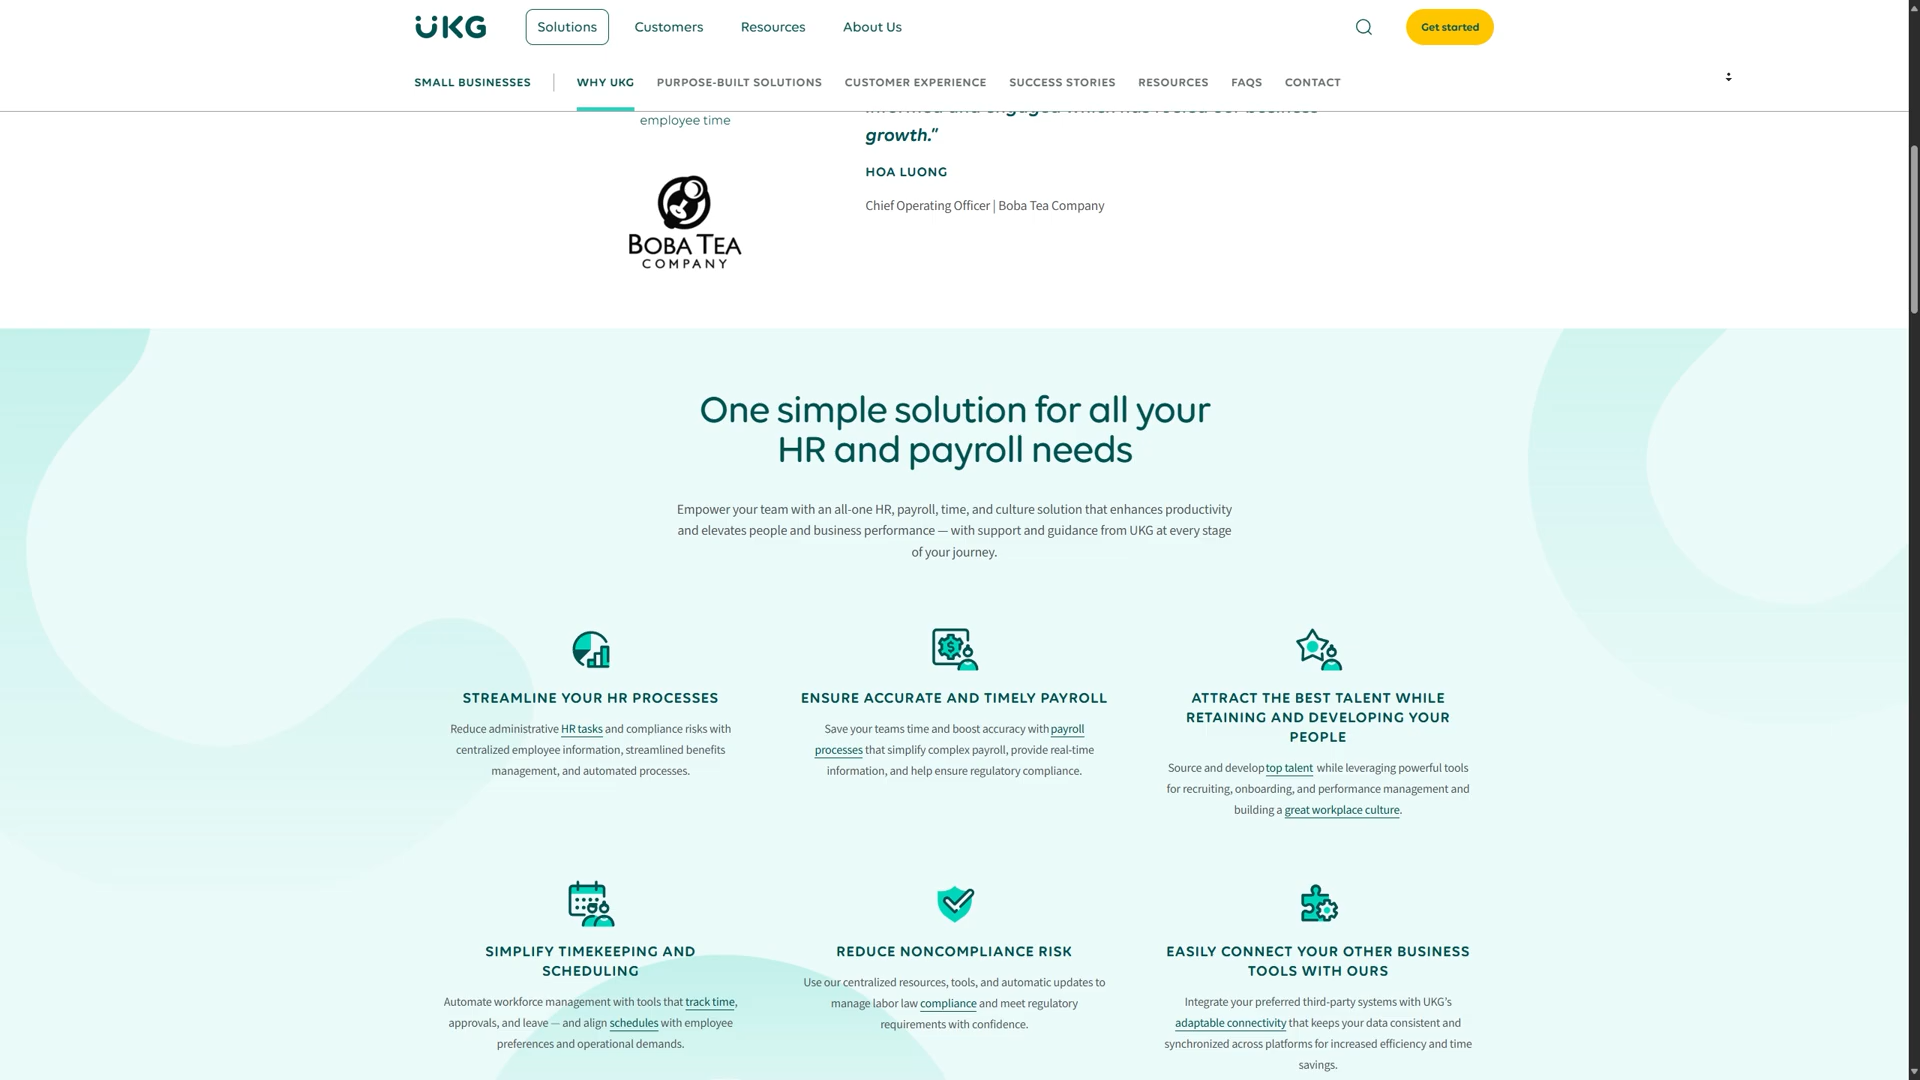 UKG
Solutions
Customers
Resources
About Us
Get started
SMALL BUSINESSES
WHY UKG
PURPOSE-BUILT SOLUTIONS
CUSTOMER EXPERIENCE
SUCCESS STORIES
RESOURCES
FAQS
CONTACT
employee time
BOBA TEA
COMPANY
informed and engaged which has fueled our business
growth."
HOA LUONG
Chief Operating Officer | Boba Tea Company
One simple solution for all your
HR and payroll needs
Empower your team with an all-one HR, payroll, time, and culture solution that enhances productivity
and elevates people and business performance — with support and guidance from UKG at every stage
of your journey.
STREAMLINE YOUR HR PROCESSES
Reduce administrative HR tasks and compliance risks with
centralized employee information, streamlined benefits
management, and automated processes.
ENSURE ACCURATE AND TIMELY PAYROLL
Save your teams time and boost accuracy with payroll
processes that simplify complex payroll, provide real-time
information, and help ensure regulatory compliance.
ATTRACT THE BEST TALENT WHILE
RETAINING AND DEVELOPING YOUR
PEOPLE
Source and develop top talent while leveraging powerful tools
for recruiting, onboarding, and performance management and
building a great workplace culture.
SIMPLIFY TIMEKEEPING AND
SCHEDULING
Automate workforce management with tools that track time,
approvals, and leave — and align schedules with employee
preferences and operational demands.
REDUCE NONCOMPLIANCE RISK
Use our centralized resources, tools, and automatic updates to
manage labor law compliance and meet regulatory
requirements with confidence.
EASILY CONNECT YOUR OTHER BUSINESS
TOOLS WITH OURS
Integrate your preferred third-party systems with UKG's
adaptable connectivity that keeps your data consistent and
synchronized across platforms for increased efficiency and time
savings.